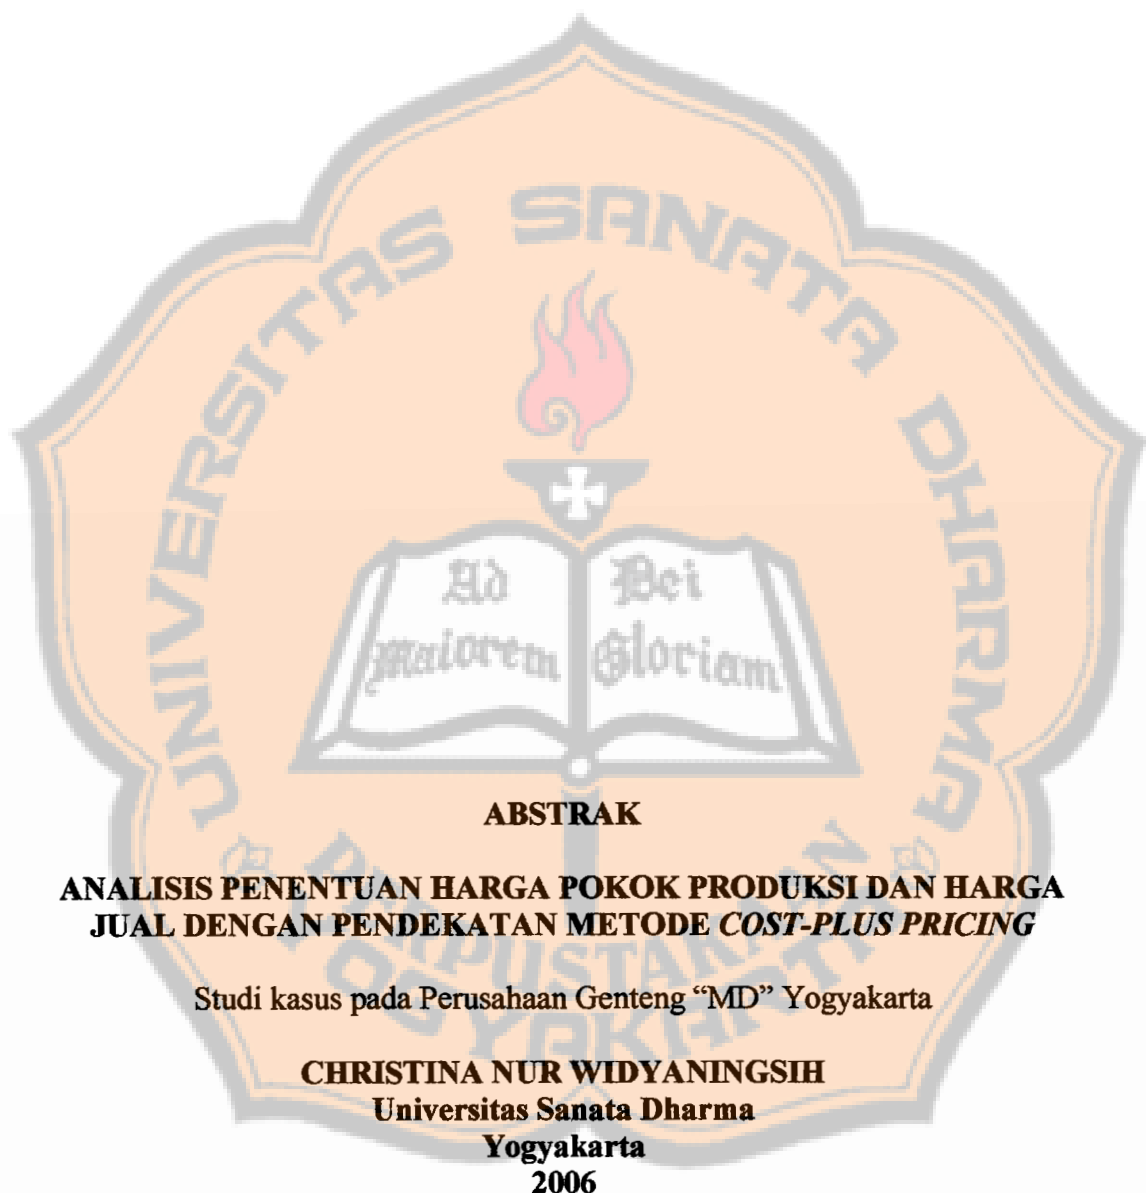 UNIVERSITAS SANATA DHARMA
Ad
Maiorem
Dei
Gloriam
PERPUSTAKAAN
YOGYAKARTA
ABSTRAK
ANALISIS PENENTUAN HARGA POKOK PRODUKSI DAN HARGA
JUAL DENGAN PENDEKATAN METODE COST-PLUS PRICING
Studi kasus pada Perusahaan Genteng “MD” Yogyakarta
CHRISTINA NUR WIDYANINGSIH
Universitas Sanata Dharma
Yogyakarta
2006